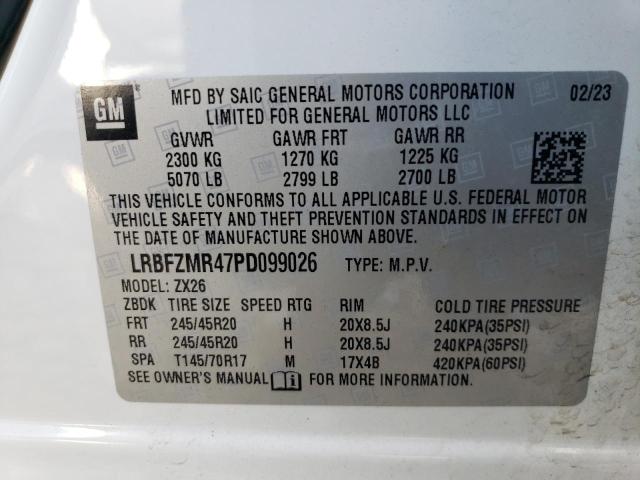 GM MFD BY SAIC GENERAL MOTORS CORPORATION 02/23
LIMITED FOR GENERAL MOTORS LLC
GVWR GAWR FRT GAWR RR
2300 KG 1270 KG 1225 KG
5070 LB 2799 LB 2700 LB
THIS VEHICLE CONFORMS TO ALL APPLICABLE U.S. FEDERAL MOTOR
VEHICLE SAFETY AND THEFT PREVENTION STANDARDS IN EFFECT ON
THE DATE OF MANUFACTURE SHOWN ABOVE.
LRBFZMR47PD099026 TYPE: M.P.V.
MODEL: ZX26
ZBDK TIRE SIZE SPEED RTG RIM COLD TIRE PRESSURE
FRT 245/45R20 H 20X8.5J 240KPA(35PSI)
RR 245/45R20 H 20X8.5J 240KPA(35PSI)
SPA T145/70R17 M 17X4B 420KPA(60PSI)
SEE OWNER'S MANUAL FOR MORE INFORMATION.